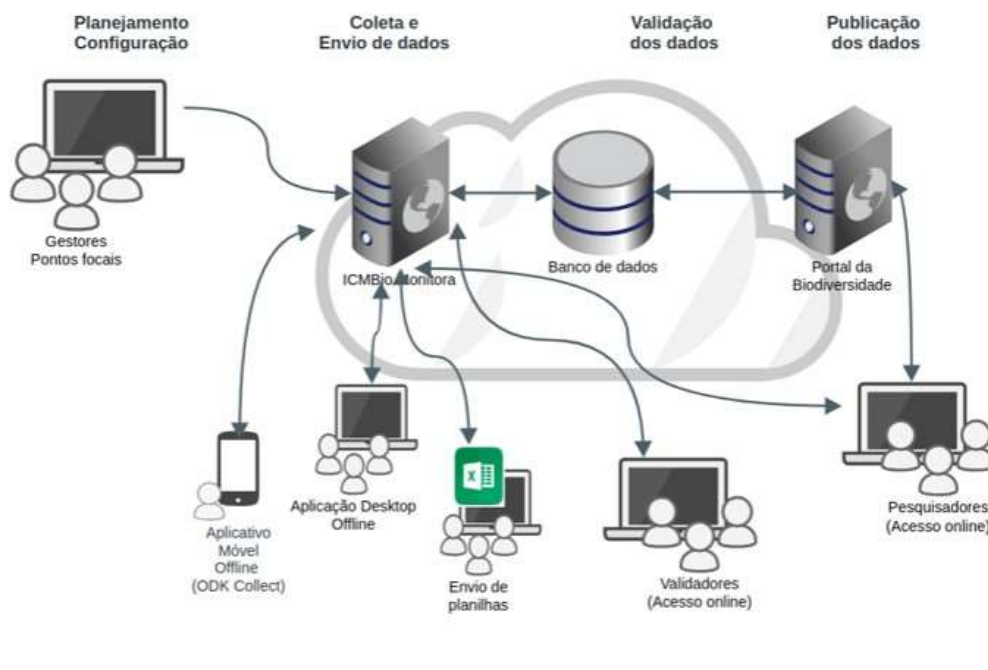 Planejamento
Configuração
Coleta e
Envio de dados
Validação
dos dados
Publicação
dos dados
Gestores
Pontos focais
ICMBio Monitora
Banco de dados
Portal da
Biodiversidade
Aplicativo
Móvel
Offline
(ODK Collect)
Aplicação Desktop
Offline
X
Envio de
planilhas
Validadores
(Acesso online)
Pesquisadores
(Acesso online)